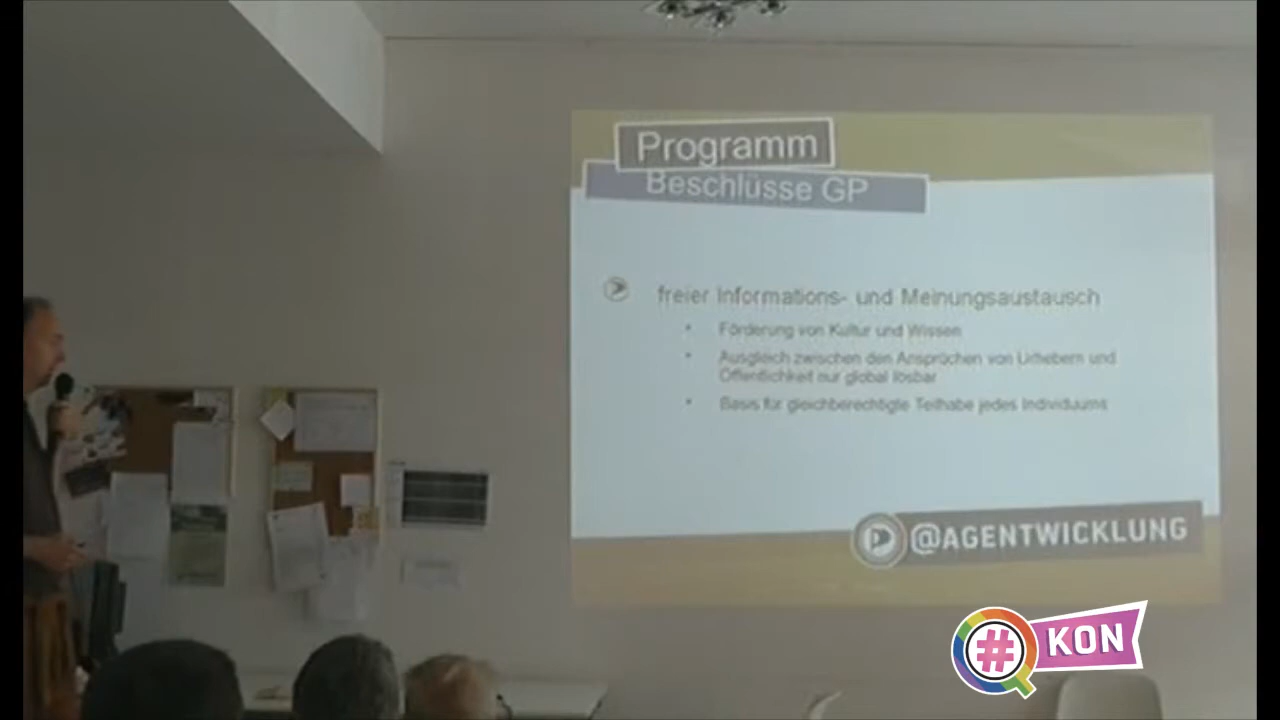 Programm
Beschlüsse GP
freier Informations- und Meinungsaustausch
Förderung von Kultur und Wissen
Ausgleich zwischen den Ansprüchen von Urhebern und
Öffentlichkeit nur global lösbar
Basis für gleichberechtigte Teilhabe jedes Individuums
@AGENTWICKLUNG
# KON